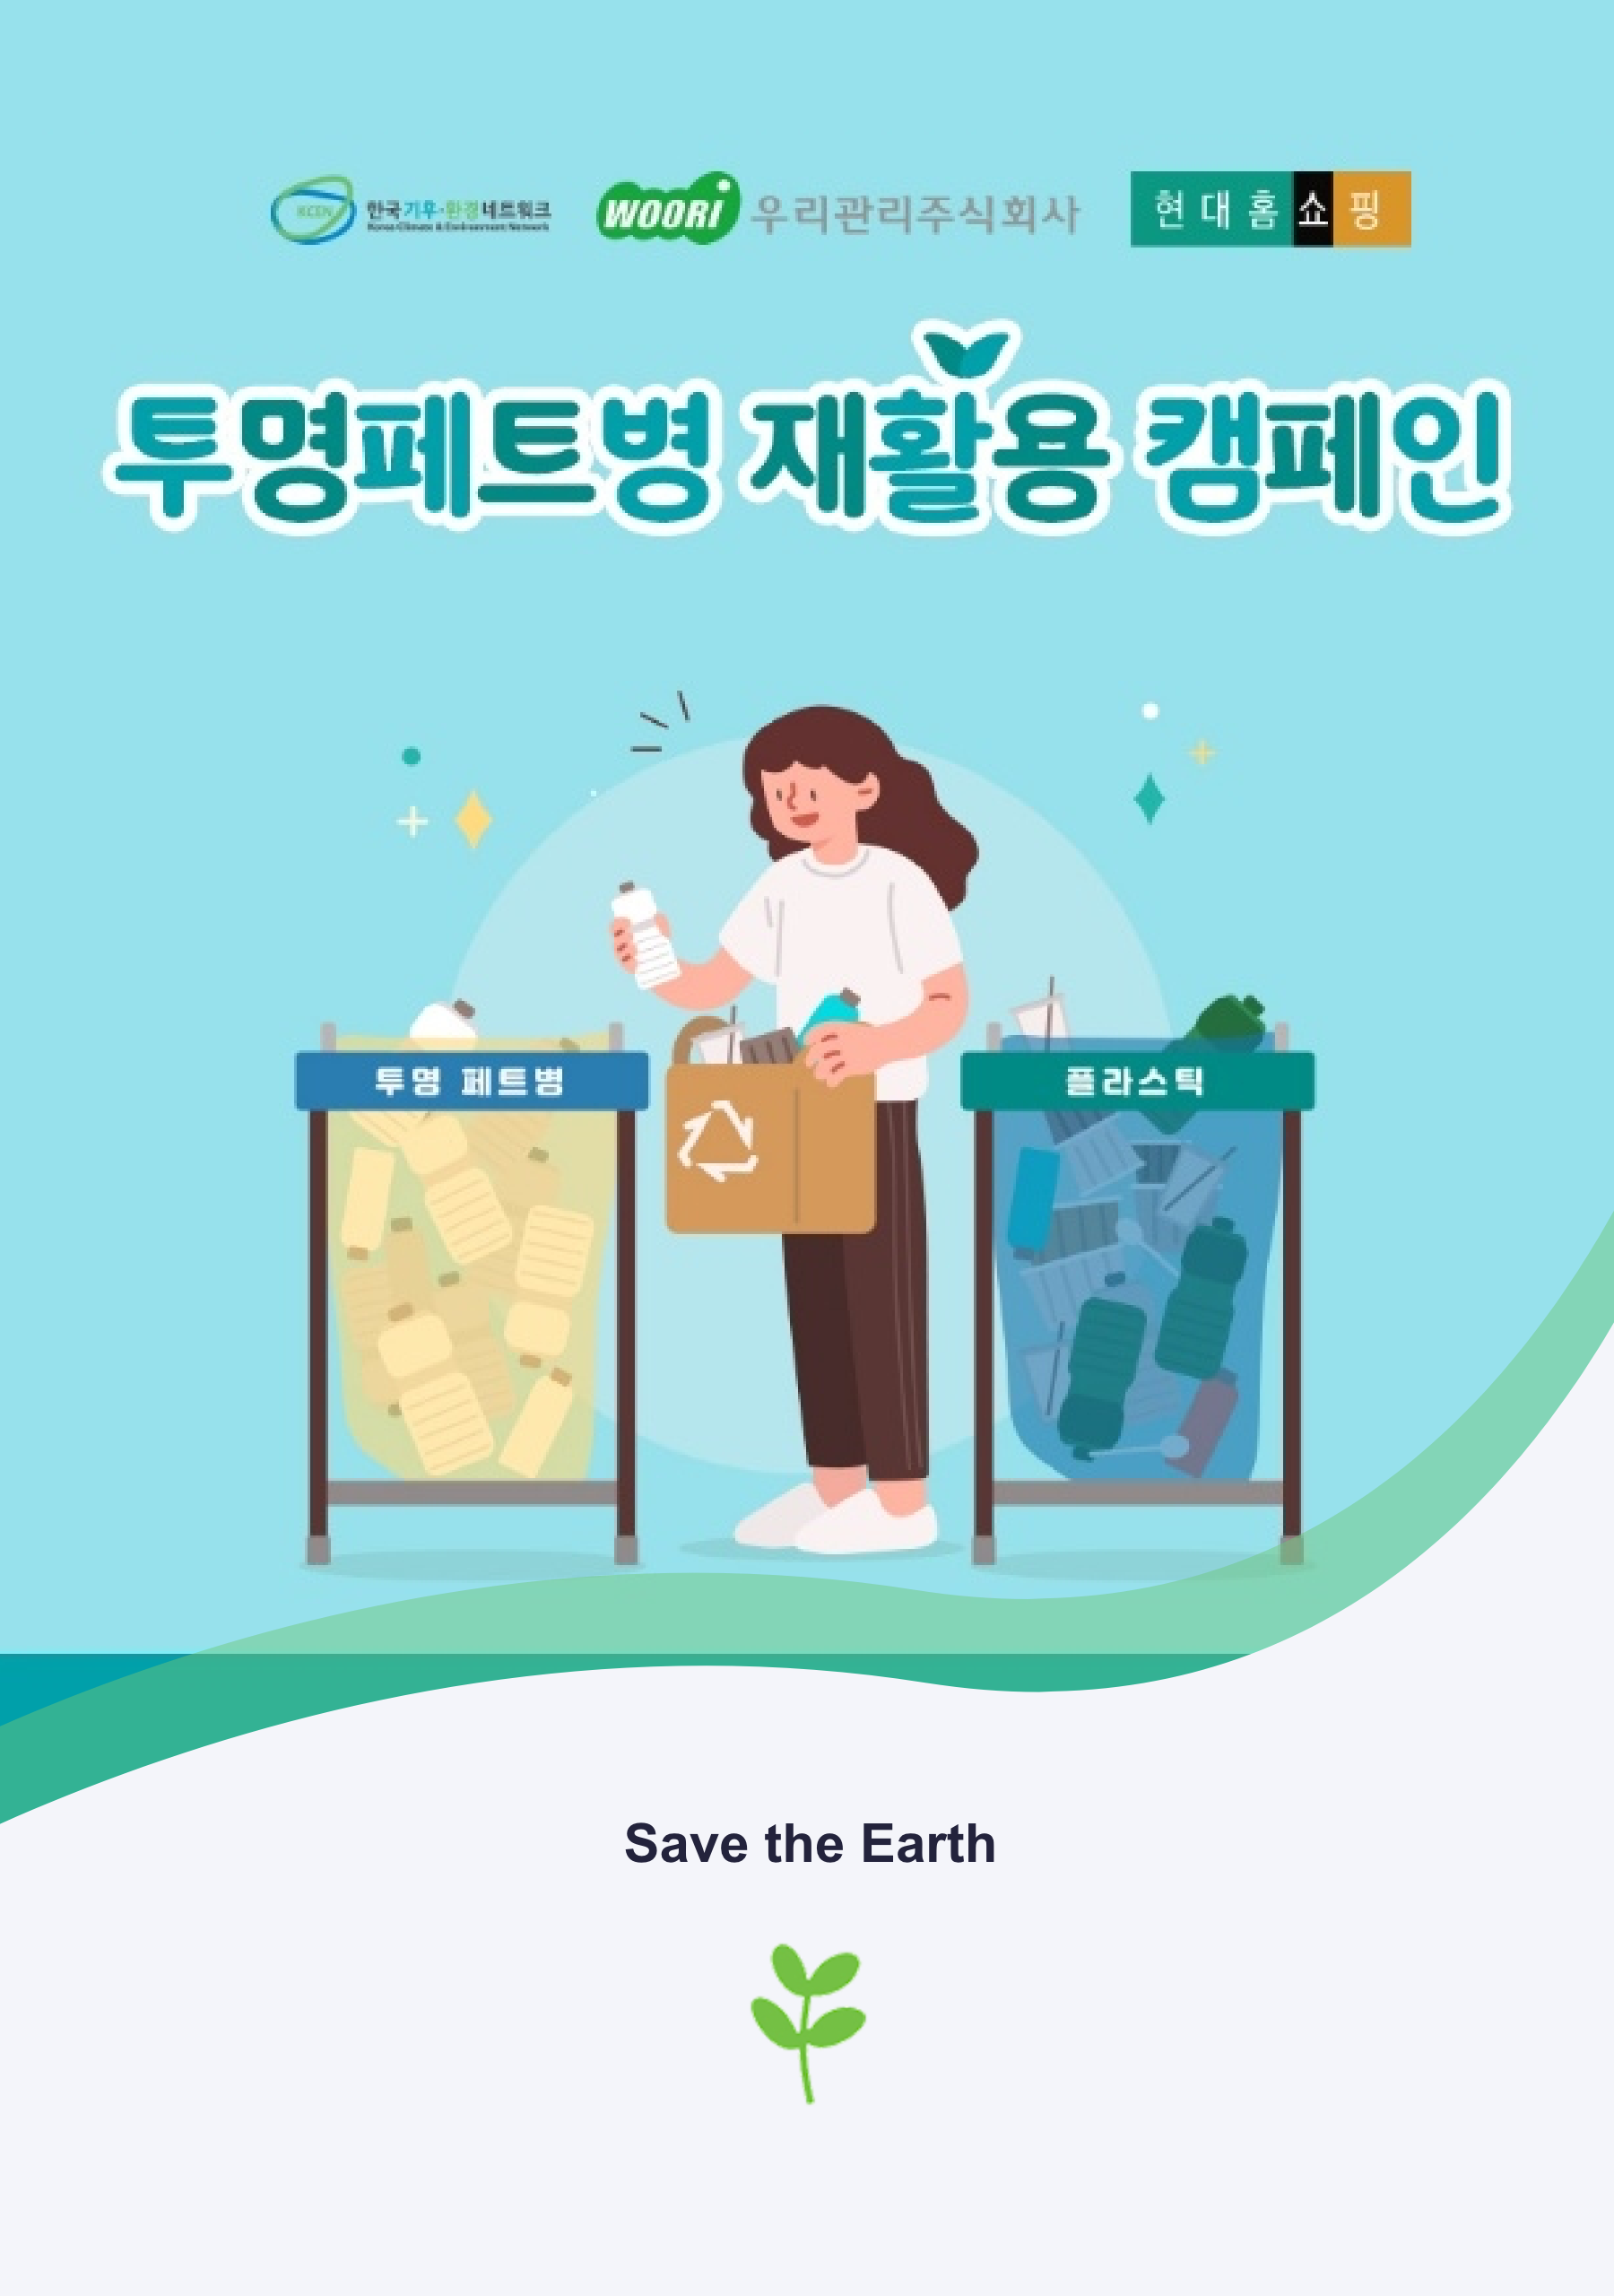 KCEN 한국기후·환경네트워크
Korea Climate & Environment Network
WOORI 우리관리주식회사
현대홈쇼핑
투명페트병 재활용 캠페인
투명 페트병
플라스틱
Save the Earth